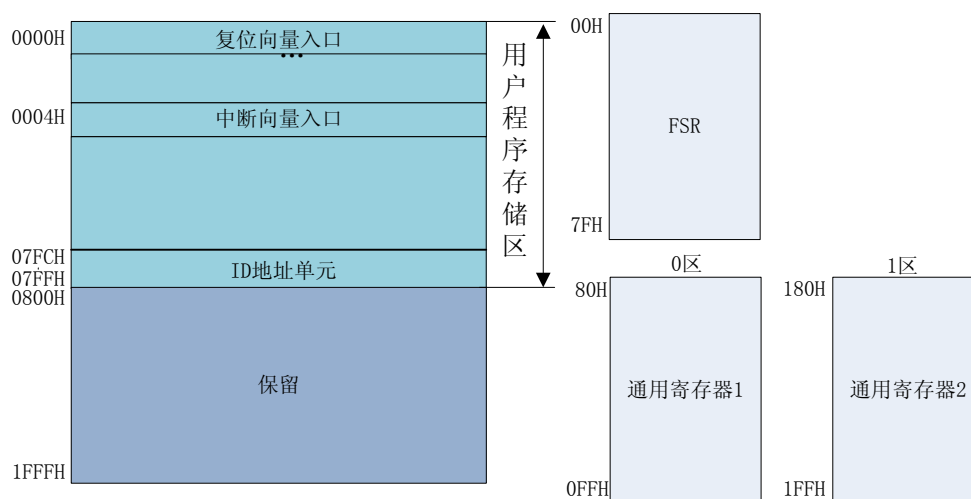 0000H
复位向量入口
...
0004H
中断向量入口
07FCH
07FFH
ID地址单元
0800H
保留
1FFFH
用户程序存储区
00H
FSR
7FH
0区
1区
80H
180H
通用寄存器1
通用寄存器2
0FFH
1FFH